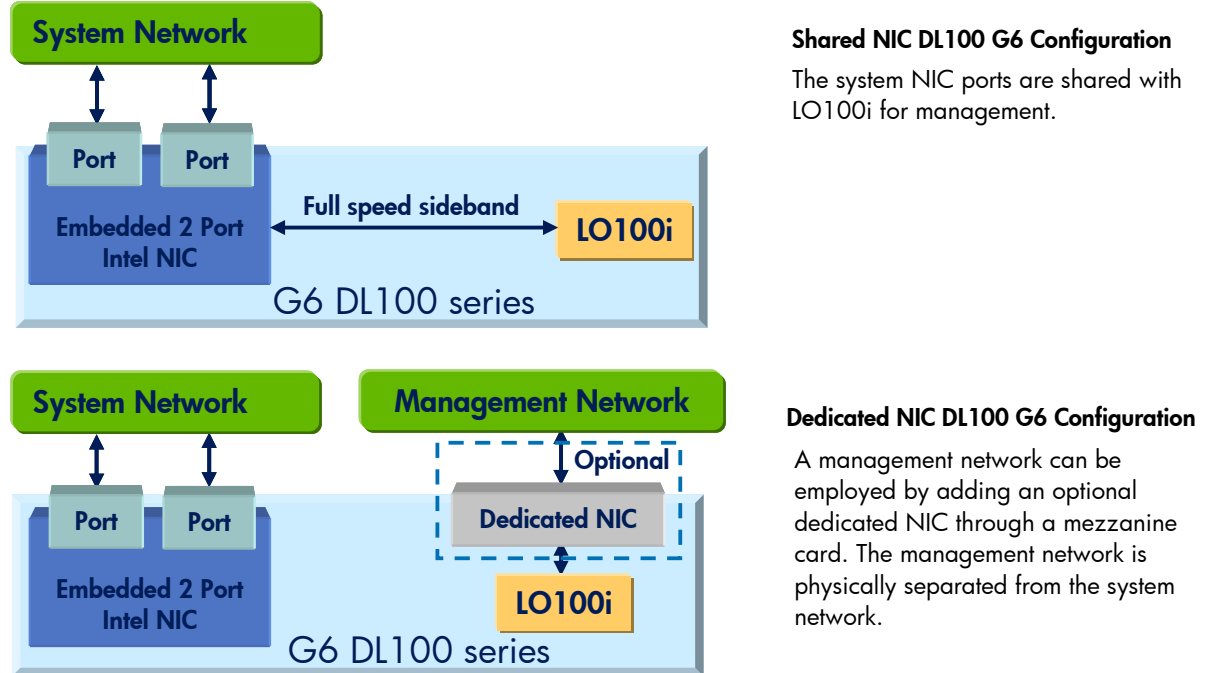 System Network
Port
Port
Embedded 2 Port
Intel NIC
Full speed sideband
LO100i
G6 DL100 series
Shared NIC DL100 G6 Configuration
The system NIC ports are shared with
LO100i for management.
System Network
Management Network
Optional
Port
Port
Dedicated NIC
Embedded 2 Port
Intel NIC
LO100i
G6 DL100 series
Dedicated NIC DL100 G6 Configuration
A management network can be
employed by adding an optional
dedicated NIC through a mezzanine
card. The management network is
physically separated from the system
network.